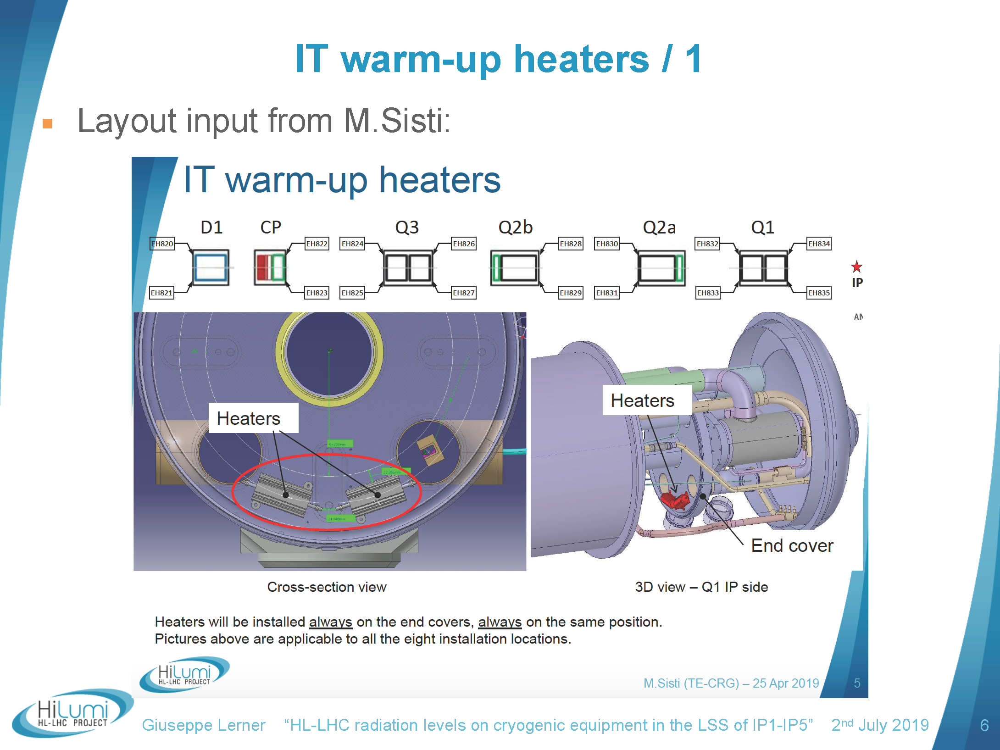 IT warm-up heaters / 1
Layout input from M.Sisti:
IT warm-up heaters
D1 CP Q3 Q2b Q2a Q1
EH820 EH822 EH824 EH826 EH828 EH830 EH832 EH834
IP
EH821 EH823 EH825 EH827 EH829 EH831 EH833 EH835
Heaters
Heaters
R=200mm
22.265mm
21.046mm
End cover
Cross-section view
3D view – Q1 IP side
Heaters will be installed always on the end covers, always on the same position.
Pictures above are applicable to all the eight installation locations.
HiLumi
HL-LHC PROJECT
M.Sisti (TE-CRG) – 25 Apr 2019 5
HiLumi
HL-LHC PROJECT
Giuseppe Lerner “HL-LHC radiation levels on cryogenic equipment in the LSS of IP1-IP5” 2nd July 2019 6